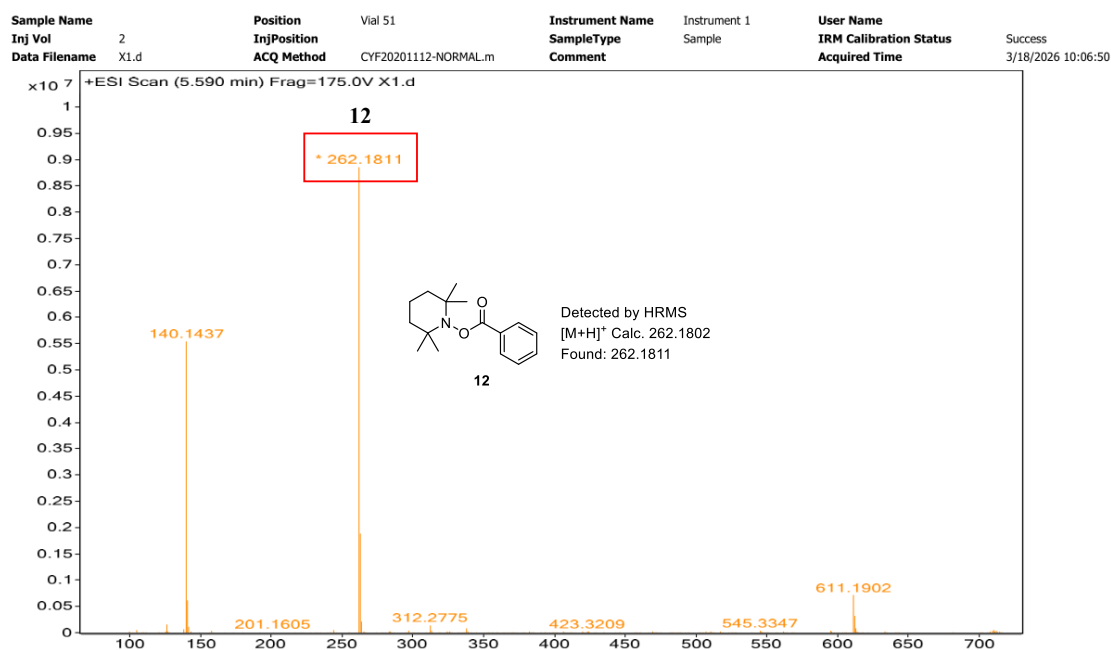 Sample Name Position Vial 51 Instrument Name Instrument 1 User Name
Inj Vol 2 InjPosition SampleType Sample IRM Calibration Status Success
Data Filename X1.d ACQ Method CYF20201112-NORMAL.m Comment Acquired Time 3/18/2026 10:06:50
x10 7 +ESI Scan (5.590 min) Frag=175.0V X1.d
1
12
0.95
0.9 * 262.1811
0.85
0.8
0.75
0.7
0.65
0.6
0.55
0.5
0.45
0.4
0.35
0.3
0.25
0.2
0.15
0.1
0.05
0
140.1437
O
N
O
12
Detected by HRMS
[M+H]+ Calc. 262.1802
Found: 262.1811
611.1902
201.1605 312.2775 423.3209 545.3347
100 150 200 250 300 350 400 450 500 550 600 650 700